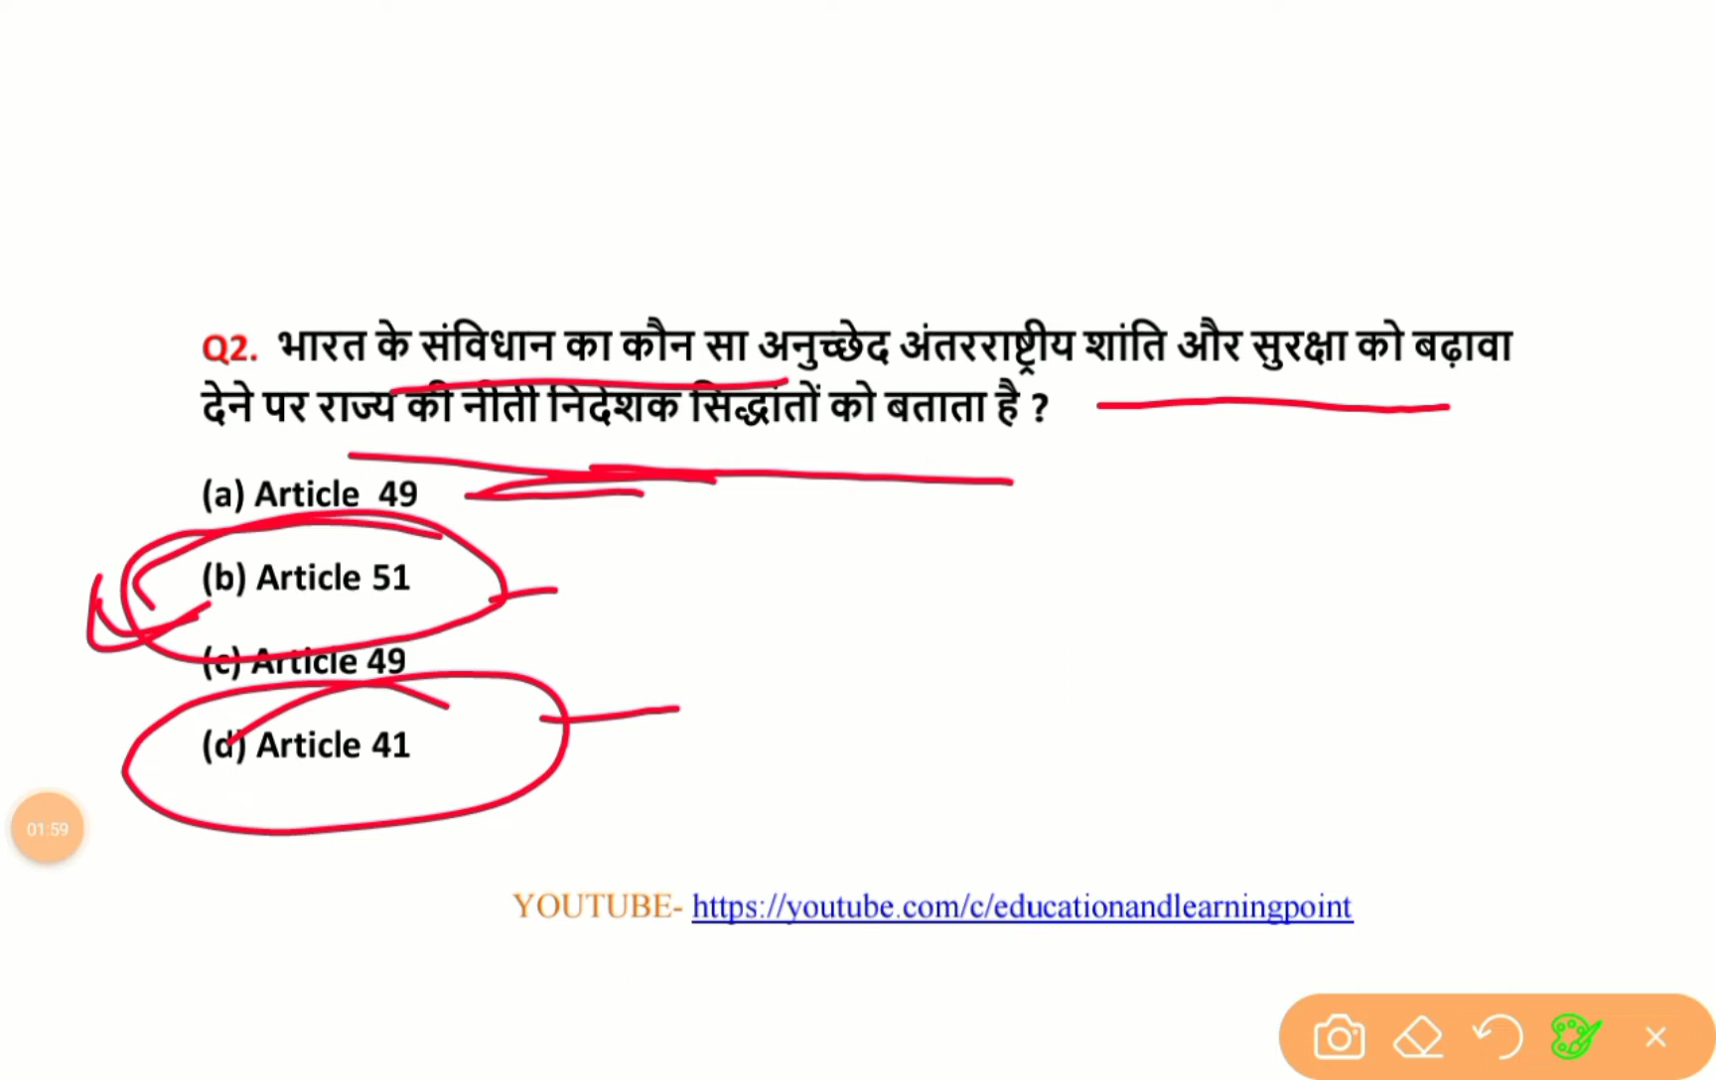 Q2. भारत के संविधान का कौन सा अनुच्छेद अंतरराष्ट्रीय शांति और सुरक्षा को बढ़ावा
देने पर राज्य की नीती निदेशक सिद्धांतों को बताता है ?
(a) Article 49
(b) Article 51
(c) Article 49
(d) Article 41
01:59
YOUTUBE- https://youtube.com/c/educationandlearningpoint